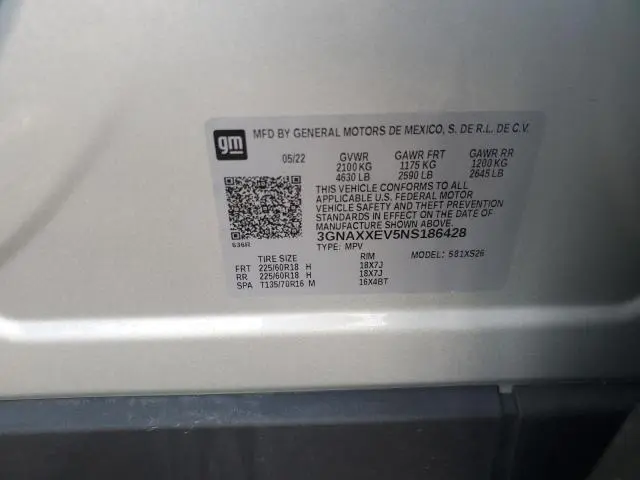 gm
MFD BY GENERAL MOTORS DE MEXICO, S. DE R.L. DE C.V.
05/22 GVWR GAWR FRT GAWR RR
2100 KG 1175 KG 1200 KG
4630 LB 2590 LB 2645 LB
THIS VEHICLE CONFORMS TO ALL
APPLICABLE U.S. FEDERAL MOTOR
VEHICLE SAFETY AND THEFT PREVENTION
STANDARDS IN EFFECT ON THE DATE OF
MANUFACTURE SHOWN ABOVE.
3GNAXXEV5NS186428
636R TYPE: MPV MODEL: 581XS26
TIRE SIZE RIM
FRT 225/60R18 H 18X7J
RR 225/60R18 H 18X7J
SPA T135/70R16 M 16X4BT